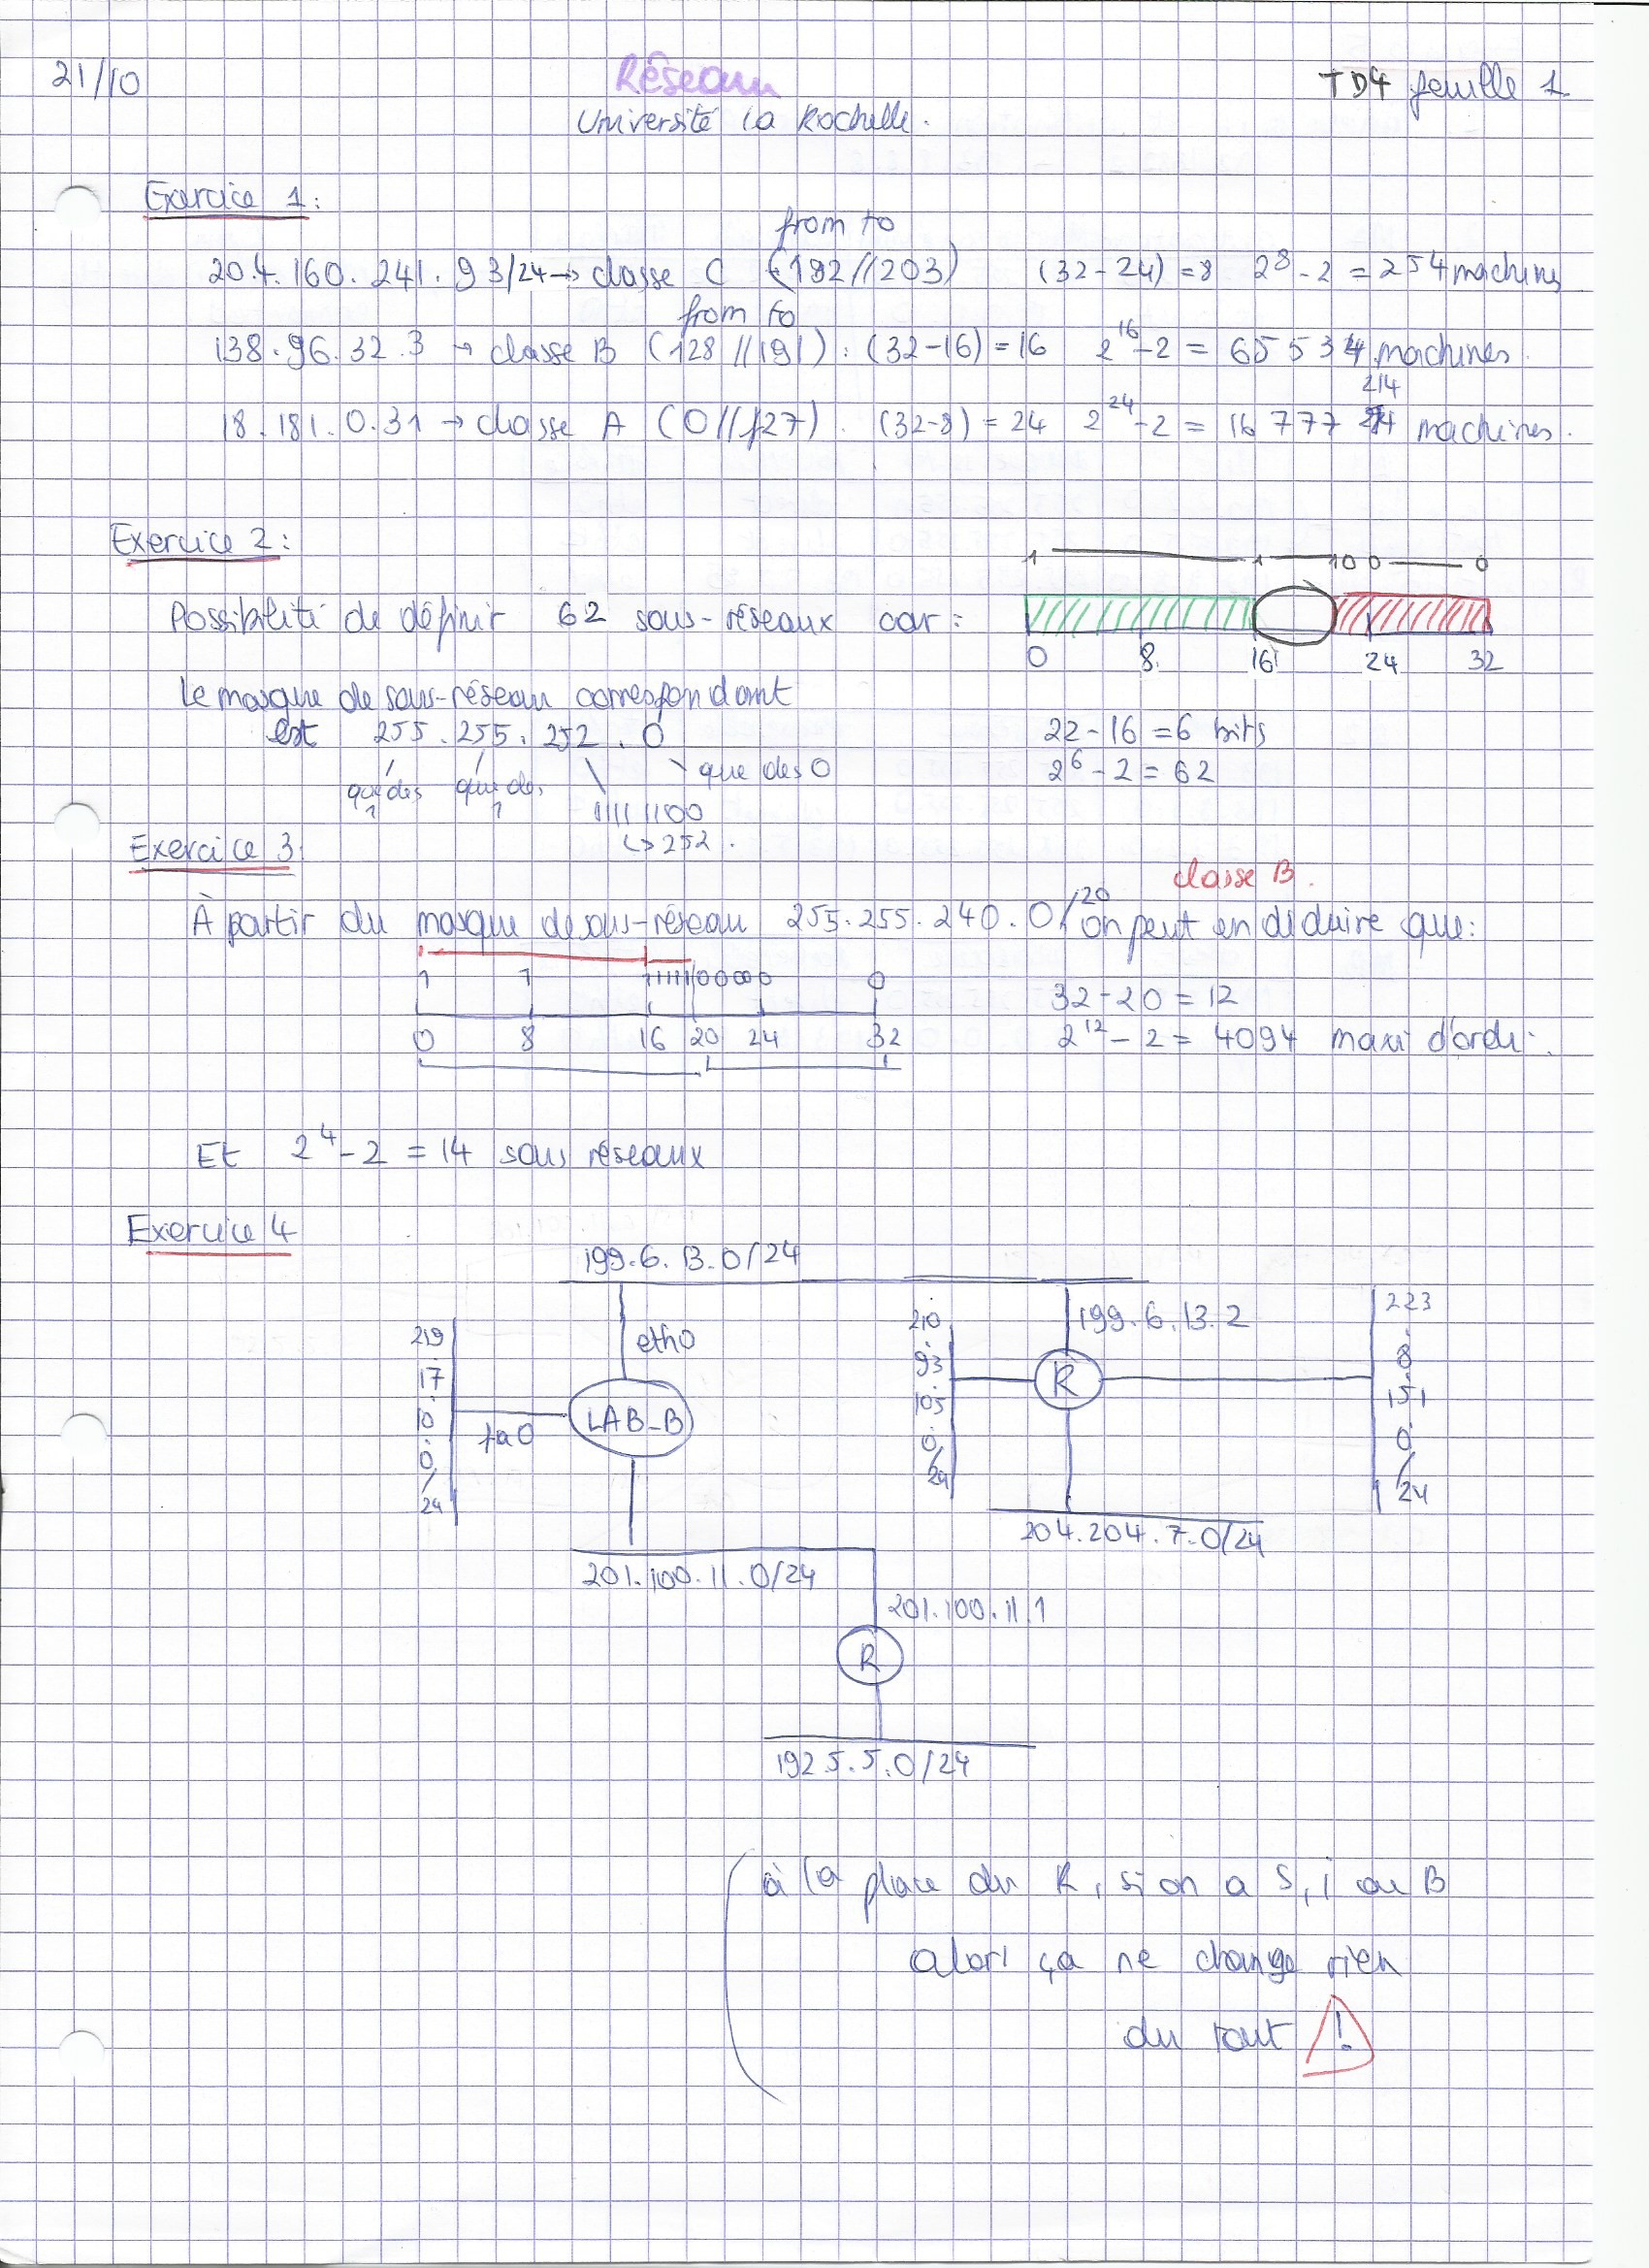 21/10
Réseau
TD4 feuille 1
Université la Rochelle.
Exercice 1:
from to
204.160.241.93/24 → classe C (192//203) (32-24) = 8 2^8 - 2 = 254 machines
from to
138.96.32.3 → classe B (128//191) : (32-16) = 16 2^16 - 2 = 65 534 machines.
214
18.181.0.31 → classe A (0//127). (32-8) = 24 2^24 - 2 = 16 777 machines.
Exercice 2:
1 1 100 0
Possibilité de définir 62 sous-réseaux car :
0 8 16 24 32
Le masque de sous-réseau correspondant
est 255.255.252.0
22-16 = 6 bits
que des 1 que des 1 que des 0
2^6 - 2 = 62
11111100
↳ 252.
Exercice 3:
classe B.
À partir du masque de sous-réseau 255.255.240.0/20 on peut en déduire que:
1 1 0
0 8 16 20 24 32
32-20 = 12
2^12 - 2 = 4094 maxi d'ordi.
Et 2^4 - 2 = 14 sous réseaux
Exercice 4
199.6.13.0/24
219.17.10.0/24
eth0
fa0
LAB-B
210.93.105.0/24
199.6.13.2
R
223.8.151.0/24
204.204.7.0/24
201.100.11.0/24
201.100.11.1
R
192.5.5.0/24
à la place du R, si on a S, i ou B
alors ça ne change rien
du tout !